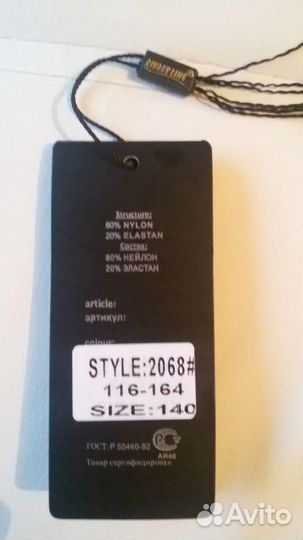 Structure:
80% NYLON
20% ELASTAN
Состав:
80% НЕЙЛОН
20% ЭЛАСТАН
article:
артикул:
colour:
STYLE:2068#
116-164
SIZE:140
ГОСТ: Р 50460-92
АИ46
Товар сертифицирован
Avito